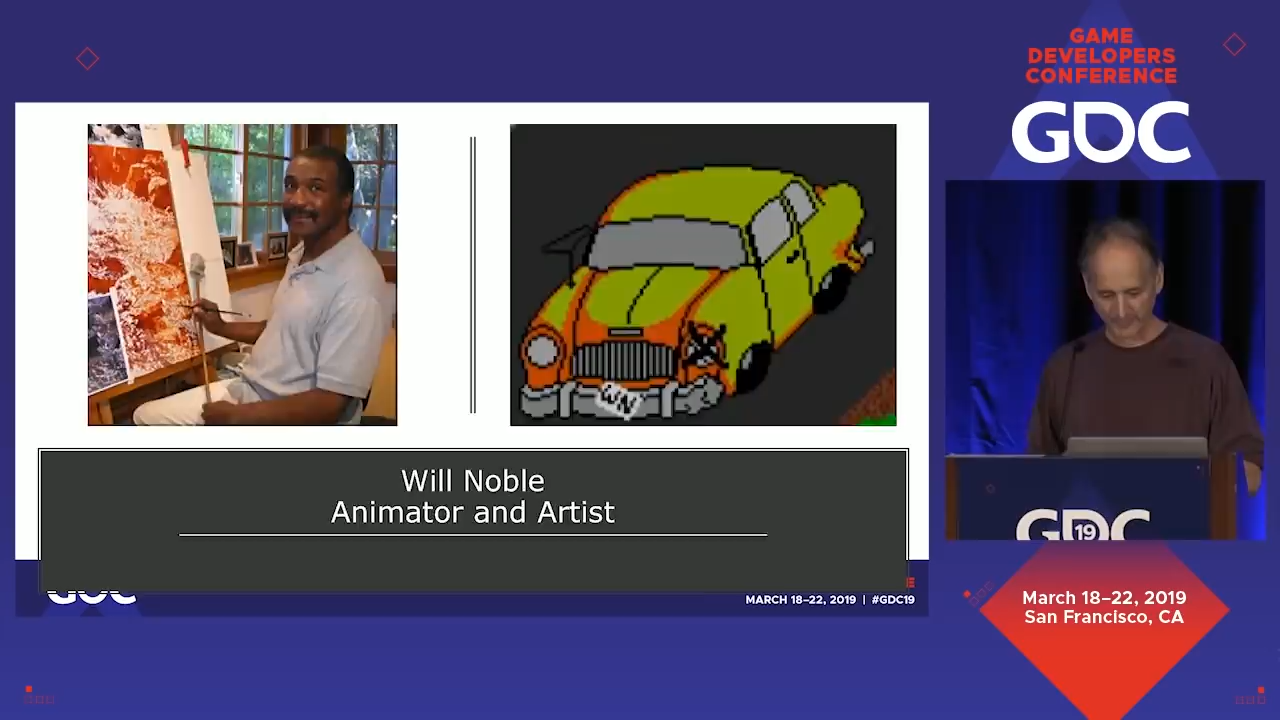 GAME
DEVELOPERS
CONFERENCE
GDC
Will Noble
Animator and Artist
GDC
MARCH 18–22, 2019 | #GDC19
GDC
19
March 18–22, 2019
San Francisco, CA